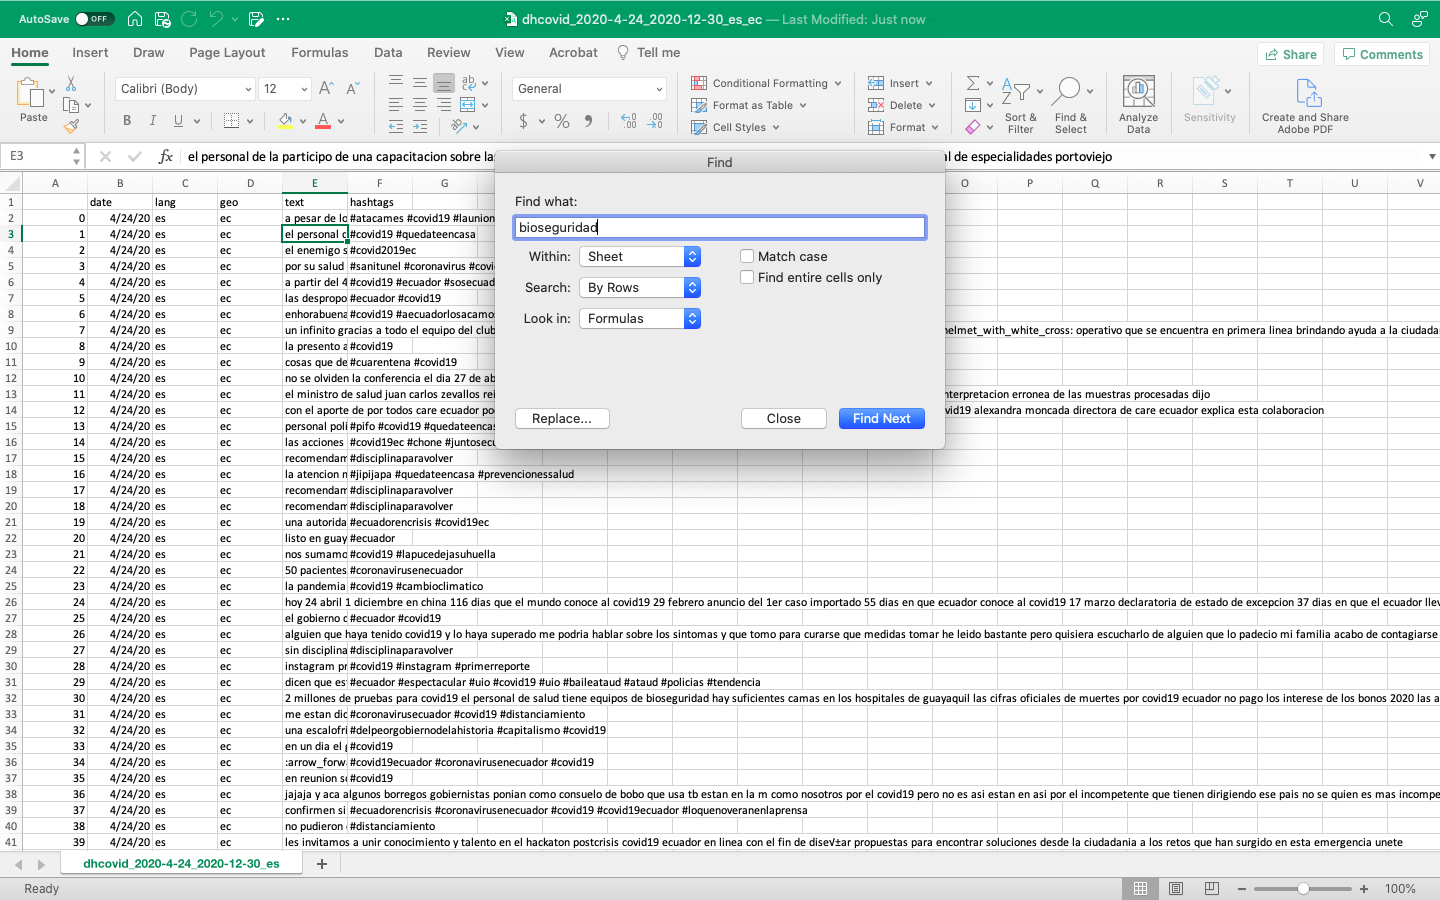 AutoSave OFF
dhcovid_2020-4-24_2020-12-30_es_ec — Last Modified: Just now
Home Insert Draw Page Layout Formulas Data Review View Acrobat Tell me Share Comments
Paste
Calibri (Body) 12
B I U A
General
$ % 9
Conditional Formatting
Format as Table
Cell Styles
Insert
Delete
Format
Sort & Filter
Find & Select
Analyze Data
Sensitivity
Create and Share Adobe PDF
E3 fx el personal de la participo de una capacitacion sobre las al de especialidades portoviejo
Find
Find what:
bioseguridad
Within: Sheet
Match case
Search: By Rows
Find entire cells only
Look in: Formulas
Replace... Close Find Next
A B C D E F G O P Q R S T U V
1 date lang geo text hashtags
2 0 4/24/20 es ec a pesar de lo #atacames #covid19 #launion
3 1 4/24/20 es ec el personal #covid19 #quedateencasa
4 2 4/24/20 es ec el enemigo s #covid2019ec
5 3 4/24/20 es ec por su salud #sanitunel #coronavirus #covi
6 4 4/24/20 es ec a partir del 4 #covid19 #ecuador #sosecuad
7 5 4/24/20 es ec las despropo #ecuador #covid19
8 6 4/24/20 es ec enhorabuena #covid19 #aecuadorlosacamos
9 7 4/24/20 es ec un infinito gracias a todo el equipo del club helmet_with_white_cross: operativo que se encuentra en primera linea brindando ayuda a la ciudada
10 8 4/24/20 es ec la presento a #covid19
11 9 4/24/20 es ec cosas que de #cuarentena #covid19
12 10 4/24/20 es ec no se olviden la conferencia el dia 27 de ab
13 11 4/24/20 es ec el ministro de salud juan carlos zevallos rei nterpretacion erronea de las muestras procesadas dijo
14 12 4/24/20 es ec con el aporte de por todos care ecuador po vid19 alexandra moncada directora de care ecuador explica esta colaboracion
15 13 4/24/20 es ec personal poli #pifo #covid19 #quedateencas
16 14 4/24/20 es ec las acciones #covid19ec #chone #juntosecu
17 15 4/24/20 es ec recomendam #disciplinaparavolver
18 16 4/24/20 es ec la atencion m #jipijapa #quedateencasa #prevencionessalud
19 17 4/24/20 es ec recomendam #disciplinaparavolver
20 18 4/24/20 es ec recomendam #disciplinaparavolver
21 19 4/24/20 es ec una autorida #ecuadorencrisis #covid19ec
22 20 4/24/20 es ec listo en guay #ecuador
23 21 4/24/20 es ec nos sumamo #covid19 #lapucedejasuhuella
24 22 4/24/20 es ec 50 pacientes #coronavirusenecuador
25 23 4/24/20 es ec la pandemia #covid19 #cambioclimatico
26 24 4/24/20 es ec hoy 24 abril 1 diciembre en china 116 dias que el mundo conoce al covid19 29 febrero anuncio del 1er caso importado 55 dias en que ecuador conoce al covid19 17 marzo declaratoria de estado de excepcion 37 dias en que el ecuador llev
27 25 4/24/20 es ec el gobierno c #ecuador #covid19
28 26 4/24/20 es ec alguien que haya tenido covid19 y lo haya superado me podria hablar sobre los sintomas y que tomo para curarse que medidas tomar he leido bastante pero quisiera escucharlo de alguien que lo padecio mi familia acabo de contagiarse
29 27 4/24/20 es ec sin disciplina #disciplinaparavolver
30 28 4/24/20 es ec instagram pr #covid19 #instagram #primerreporte
31 29 4/24/20 es ec dicen que est #ecuador #espectacular #uio #covid19 #uio #baileataud #ataud #policias #tendencia
32 30 4/24/20 es ec 2 millones de pruebas para covid19 el personal de salud tiene equipos de bioseguridad hay suficientes camas en los hospitales de guayaquil las cifras oficiales de muertes por covid19 ecuador no pago los interese de los bonos 2020 las a
33 31 4/24/20 es ec me estan dic #coronavirusecuador #covid19 #distanciamiento
34 32 4/24/20 es ec una escalofri #delpeorgobiernodelahistoria #capitalismo #covid19
35 33 4/24/20 es ec en un dia el g #covid19
36 34 4/24/20 es ec :arrow_forw #covid19ecuador #coronavirusenecuador #covid19
37 35 4/24/20 es ec en reunion so #covid19
38 36 4/24/20 es ec jajaja y aca algunos borregos gobiernistas ponian como consuelo de bobo que usa tb estan en la m como nosotros por el covid19 pero no es asi estan en asi por el incompetente que tienen dirigiendo ese pais no se quien es mas incompe
39 37 4/24/20 es ec confirmen si #ecuadorencrisis #coronavirusenecuador #covid19 #covid19ecuador #loquenoveranenlaprensa
40 38 4/24/20 es ec no pudieron #distanciamiento
41 39 4/24/20 es ec les invitamos a unir conocimiento y talento en el hackaton postcrisis covid19 ecuador en linea con el fin de dise√±ar propuestas para encontrar soluciones desde la ciudadania a los retos que han surgido en esta emergencia unete
dhcovid_2020-4-24_2020-12-30_es +
Ready 100%